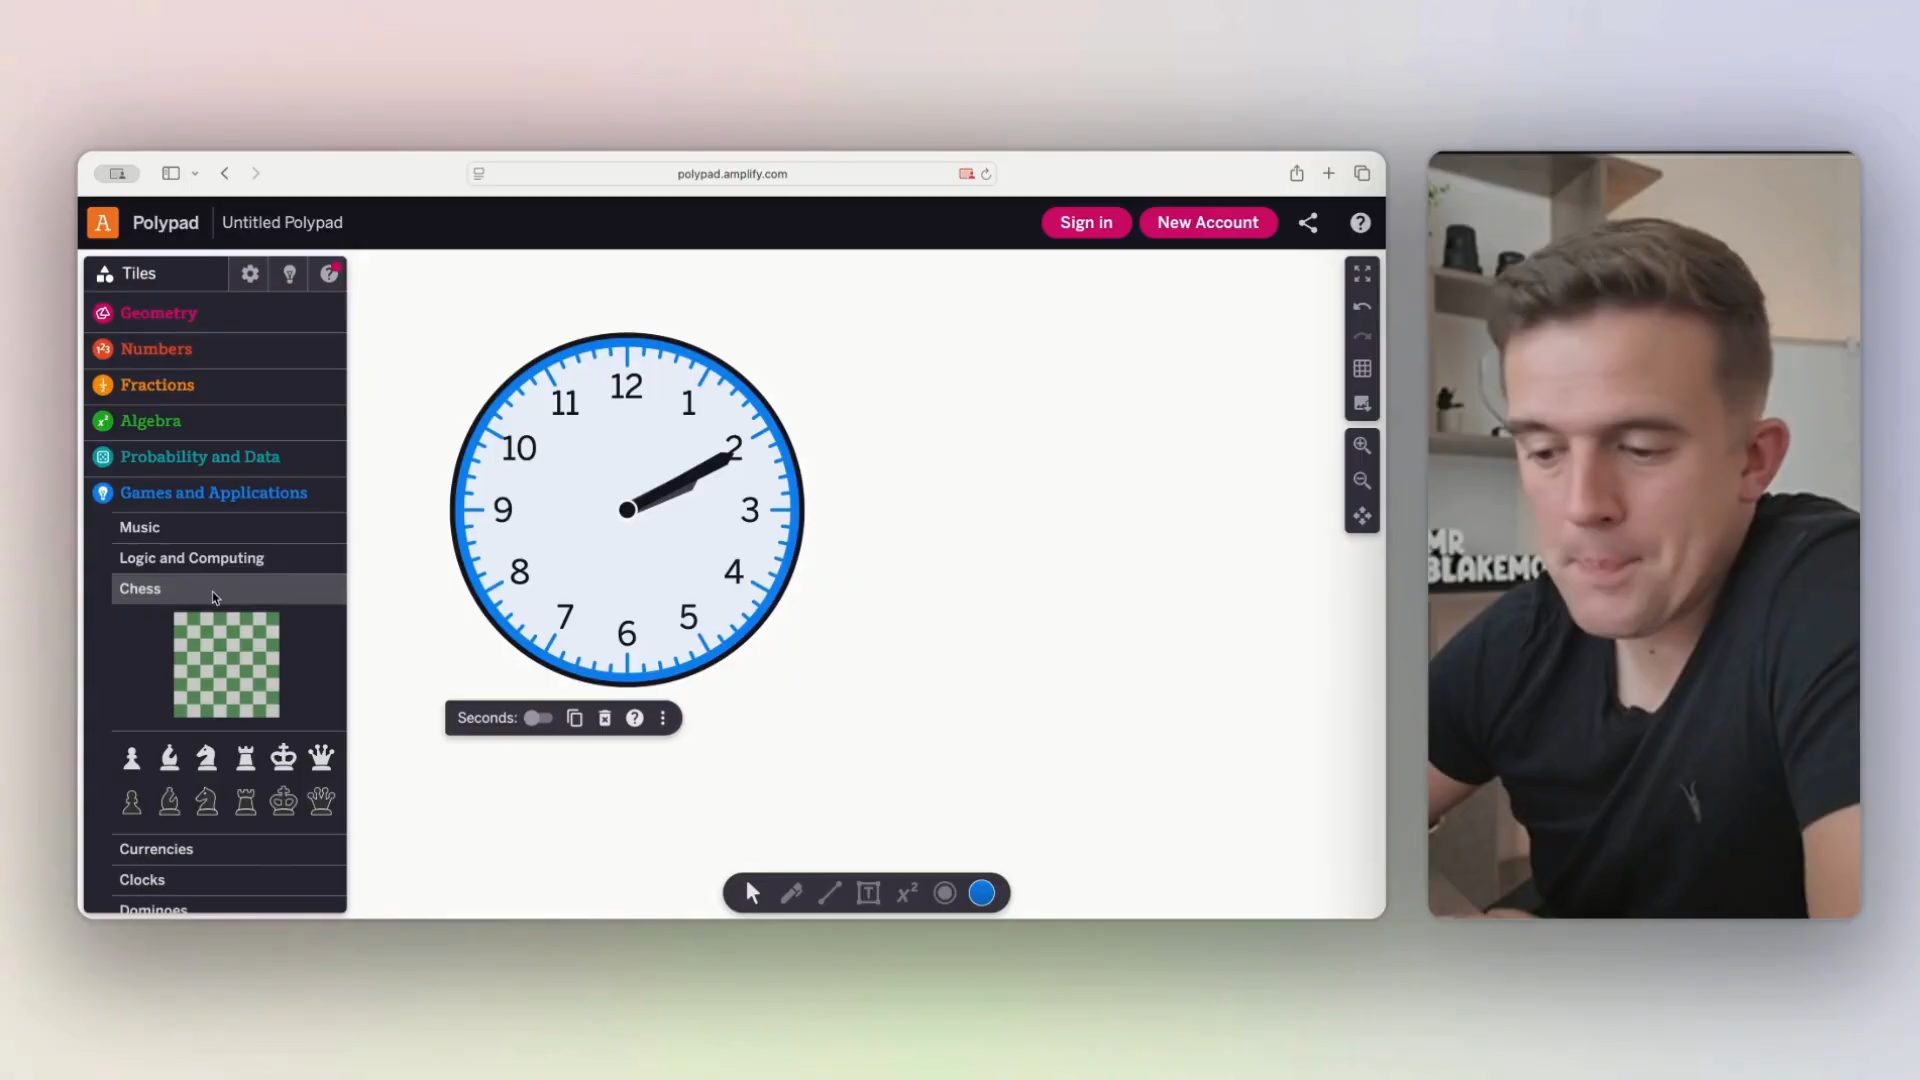 polypad.amplify.com
A Polypad Untitled Polypad
Sign in
New Account
Tiles
Geometry
Numbers
Fractions
Algebra
Probability and Data
Games and Applications
Music
Logic and Computing
Chess
Currencies
Clocks
Dominoes
12
11 1
10 2
9 3
8 4
7 5
6
Seconds:
T
x²
MR
BLAKEMO